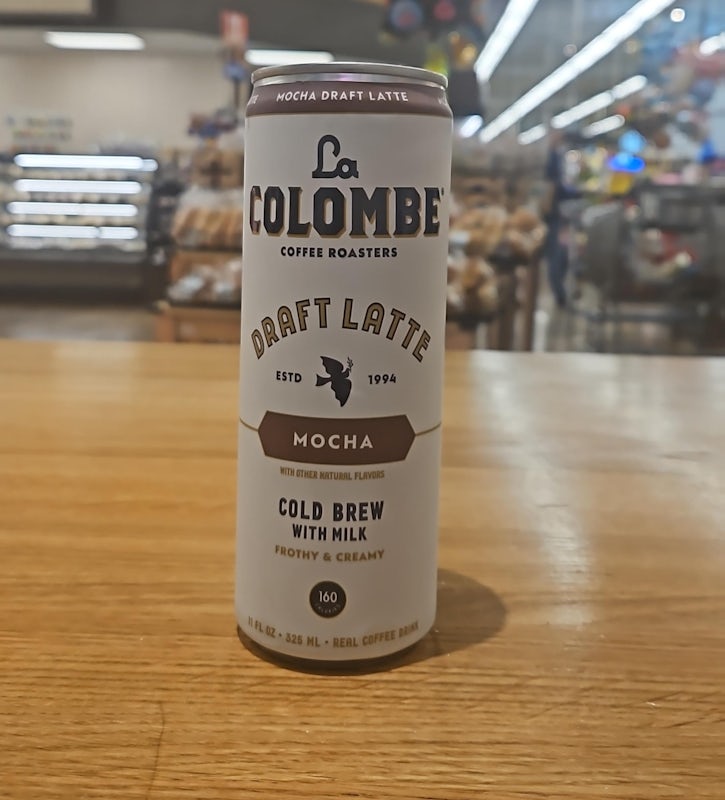 MOCHA DRAFT LATTE
La
COLOMBE
COFFEE ROASTERS
DRAFT LATTE
ESTD 1994
MOCHA
WITH OTHER NATURAL FLAVORS
COLD BREW
WITH MILK
FROTHY & CREAMY
160
CALORIES
11 FL OZ • 325 ML • REAL COFFEE DRINK